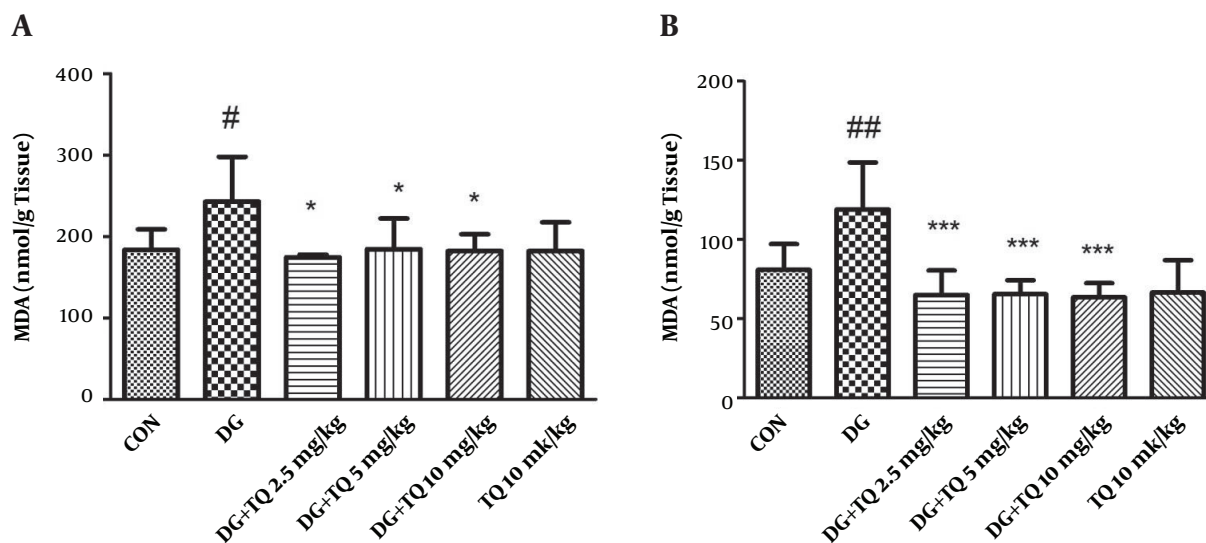 A
MDA (nmol/g Tissue)
400
300
200
100
0
#
*
*
*
CON
DG
DG+TQ 2.5 mg/kg
DG+TQ 5 mg/kg
DG+TQ 10 mg/kg
TQ 10 mk/kg
B
MDA (nmol/g Tissue)
200
150
100
50
0
##
***
***
***
CON
DG
DG+TQ 2.5 mg/kg
DG+TQ 5 mg/kg
DG+TQ 10 mg/kg
TQ 10 mk/kg